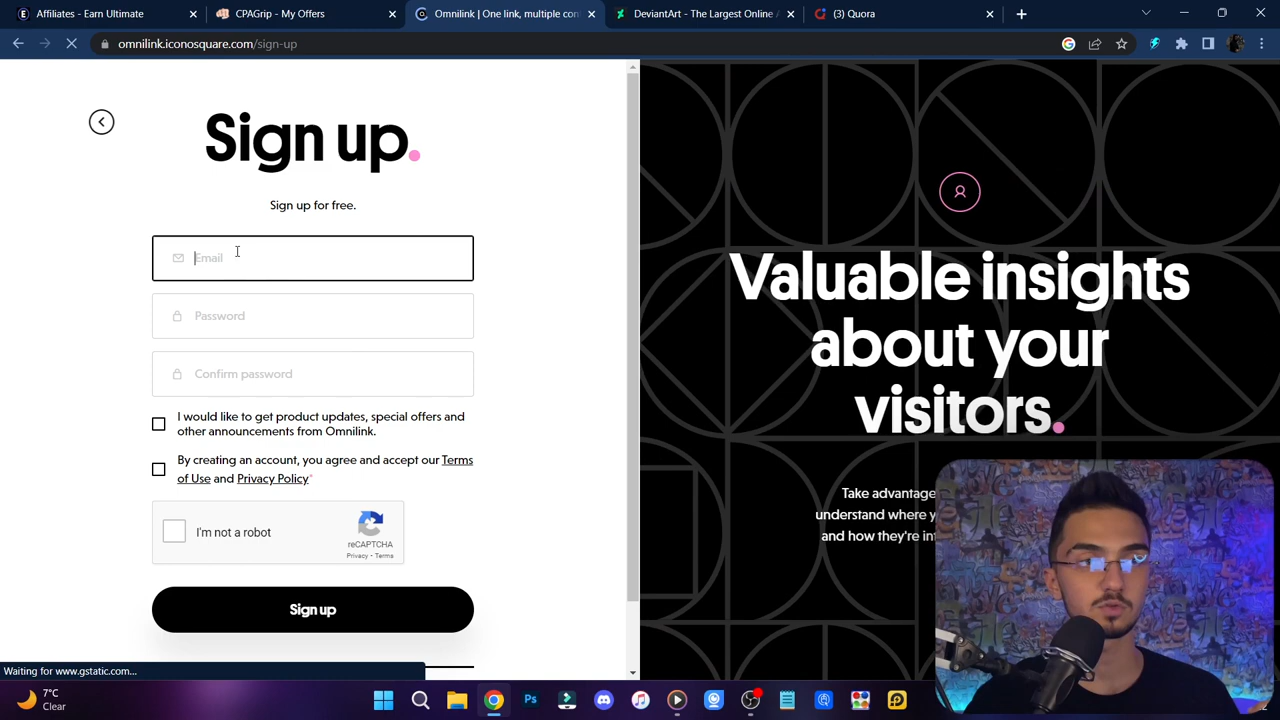 Affiliates - Earn Ultimate
CPAGrip - My Offers
Omnilink | One link, multiple con
DeviantArt - The Largest Online A
(3) Quora
omnilink.iconosquare.com/sign-up
Sign up.
Sign up for free.
Email
Password
Confirm password
I would like to get product updates, special offers and
other announcements from Omnilink.
By creating an account, you agree and accept our Terms
of Use and Privacy Policy*
I'm not a robot
reCAPTCHA
Privacy - Terms
Sign up
Valuable insights
about your
visitors.
Take advantage
understand where y
and how they're int
Waiting for www.gstatic.com...
7°C
Clear
Ps